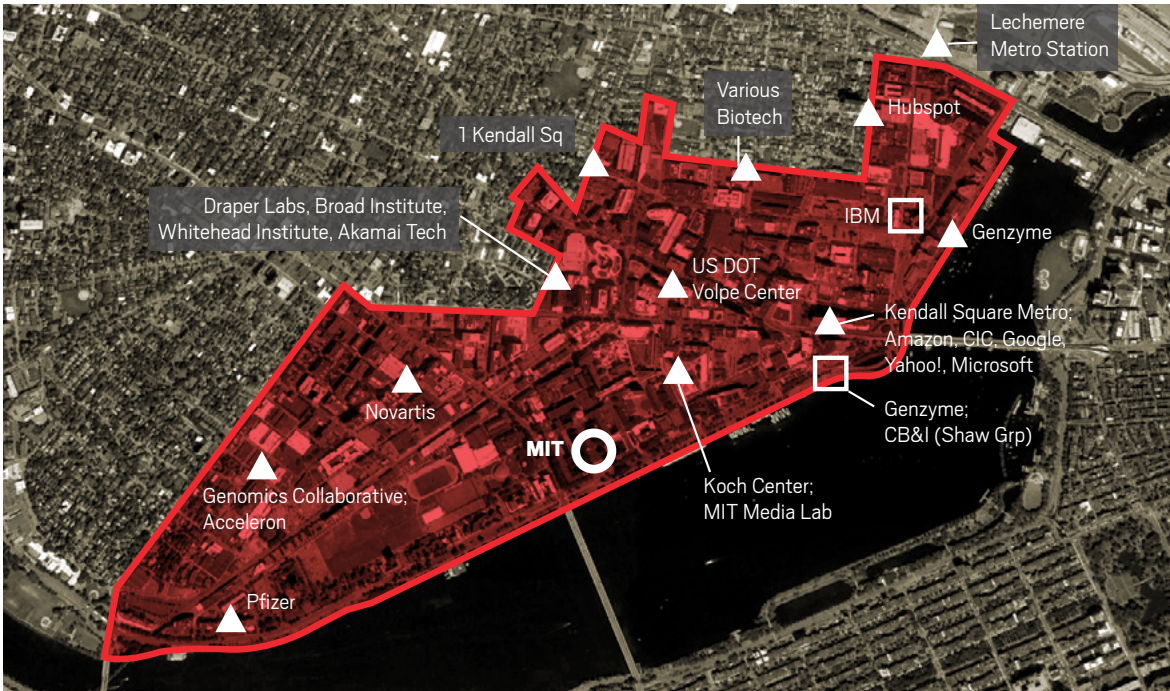 Lechemere
Metro Station
Various
Biotech
Hubspot
1 Kendall Sq
Draper Labs, Broad Institute,
Whitehead Institute, Akamai Tech
IBM
Genzyme
US DOT
Volpe Center
Kendall Square Metro;
Amazon, CIC, Google,
Yahoo!, Microsoft
Novartis
Genzyme;
CB&I (Shaw Grp)
MIT
Koch Center;
MIT Media Lab
Genomics Collaborative;
Acceleron
Pfizer